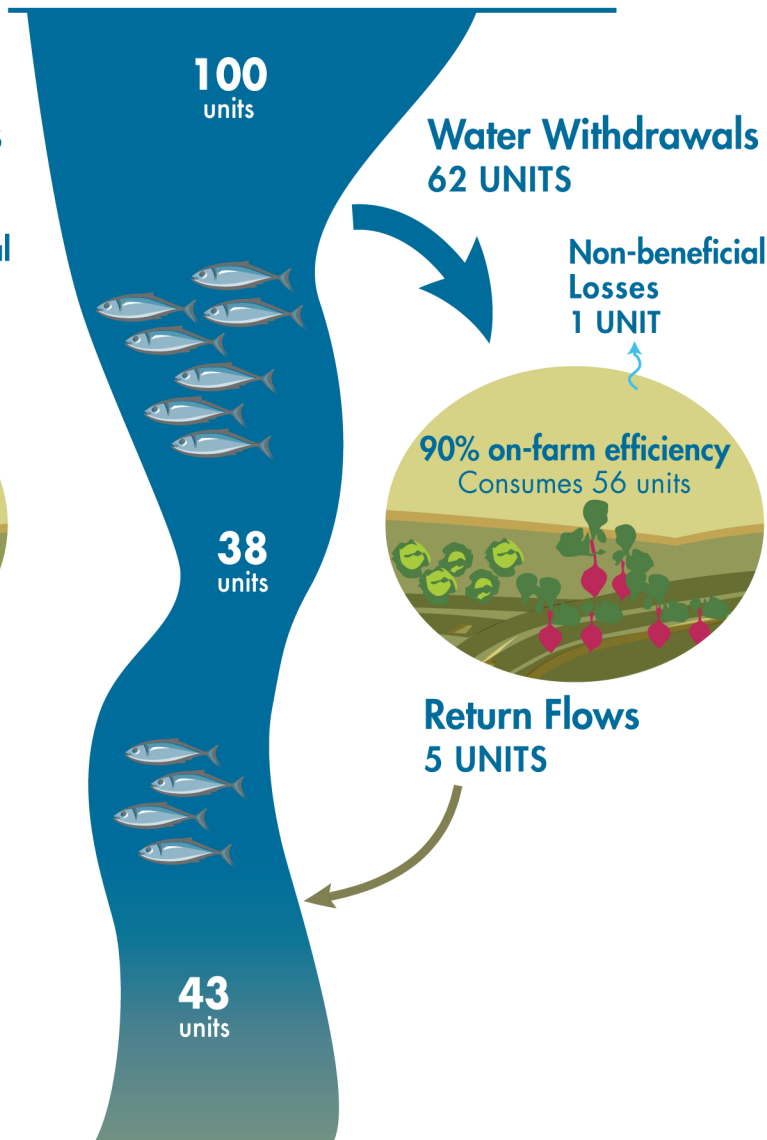 100
units
Water Withdrawals
62 UNITS
Non-beneficial
Losses
1 UNIT
90% on-farm efficiency
Consumes 56 units
38
units
Return Flows
5 UNITS
43
units